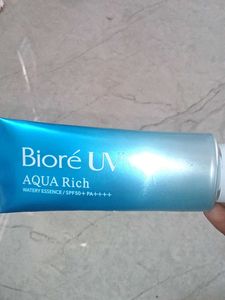 Bioré UV
AQUA Rich
WATERY ESSENCE / SPF50+ PA++++